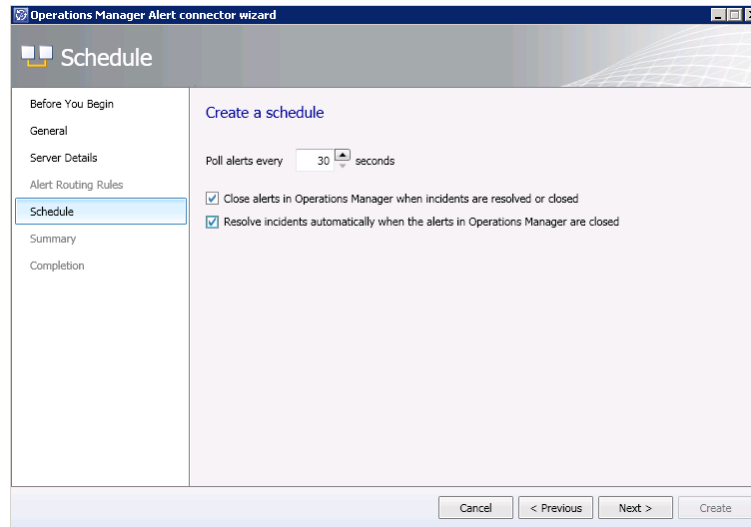 Operations Manager Alert connector wizard
Schedule
Before You Begin
General
Server Details
Alert Routing Rules
Schedule
Summary
Completion
Create a schedule
Poll alerts every 30 seconds
Close alerts in Operations Manager when incidents are resolved or closed
Resolve incidents automatically when the alerts in Operations Manager are closed
Cancel < Previous Next > Create